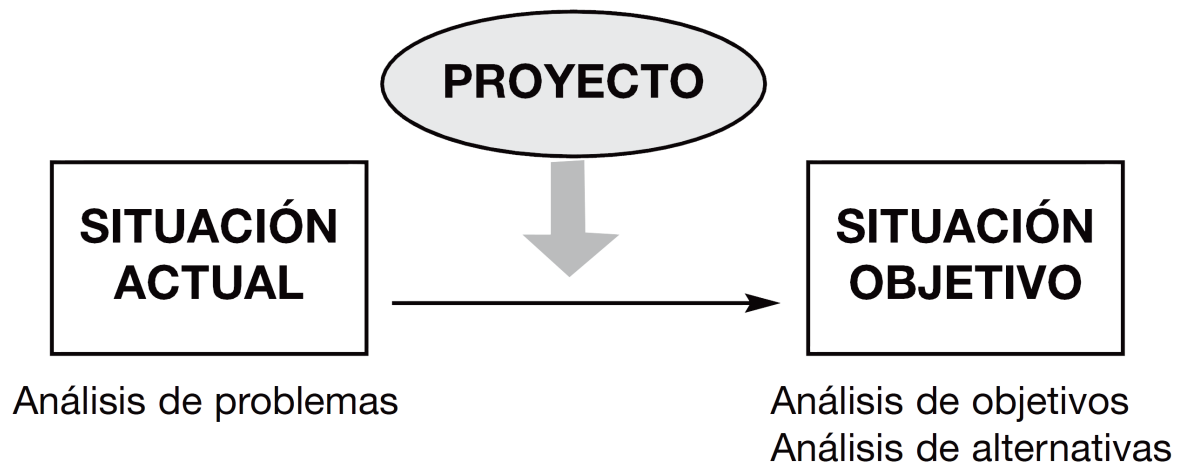 PROYECTO
SITUACIÓN
ACTUAL
SITUACIÓN
OBJETIVO
Análisis de problemas
Análisis de objetivos
Análisis de alternativas